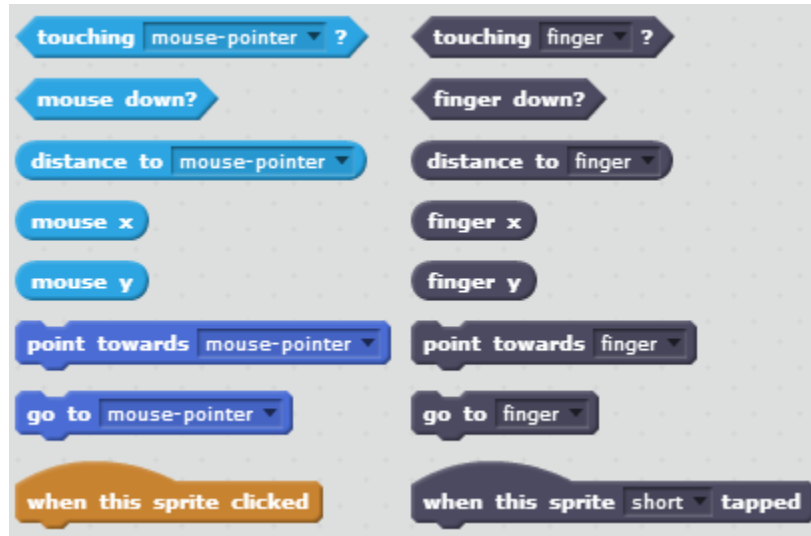 touching mouse-pointer ? touching finger ?
mouse down? finger down?
distance to mouse-pointer distance to finger
mouse x finger x
mouse y finger y
point towards mouse-pointer point towards finger
go to mouse-pointer go to finger
when this sprite clicked when this sprite short tapped